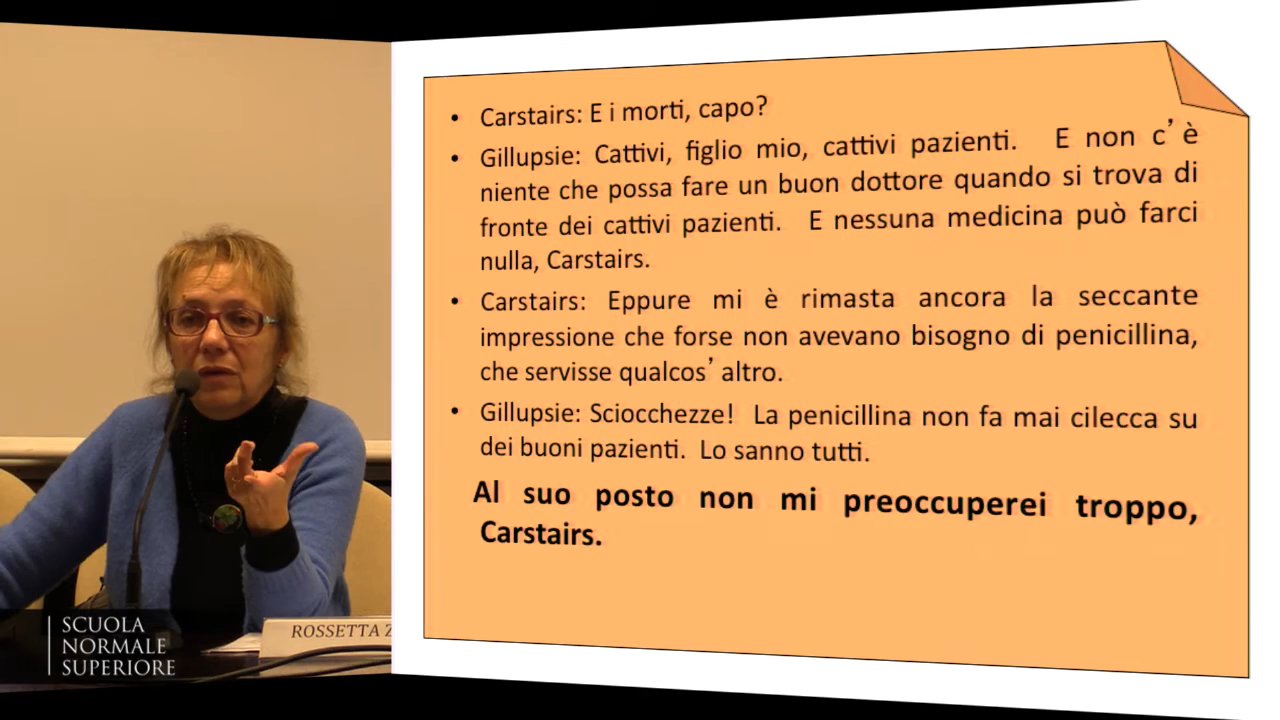 • Carstairs: E i morti, capo?
• Gillupsie: Cattivi, figlio mio, cattivi pazienti. E non c'è
niente che possa fare un buon dottore quando si trova di
fronte dei cattivi pazienti. E nessuna medicina può farci
nulla, Carstairs.
• Carstairs: Eppure mi è rimasta ancora la seccante
impressione che forse non avevano bisogno di penicillina,
che servisse qualcos'altro.
• Gillupsie: Sciocchezze! La penicillina non fa mai cilecca su
dei buoni pazienti. Lo sanno tutti.
Al suo posto non mi preoccuperei troppo,
Carstairs.
ROSSETTA Z
SCUOLA
NORMALE
SUPERIORE